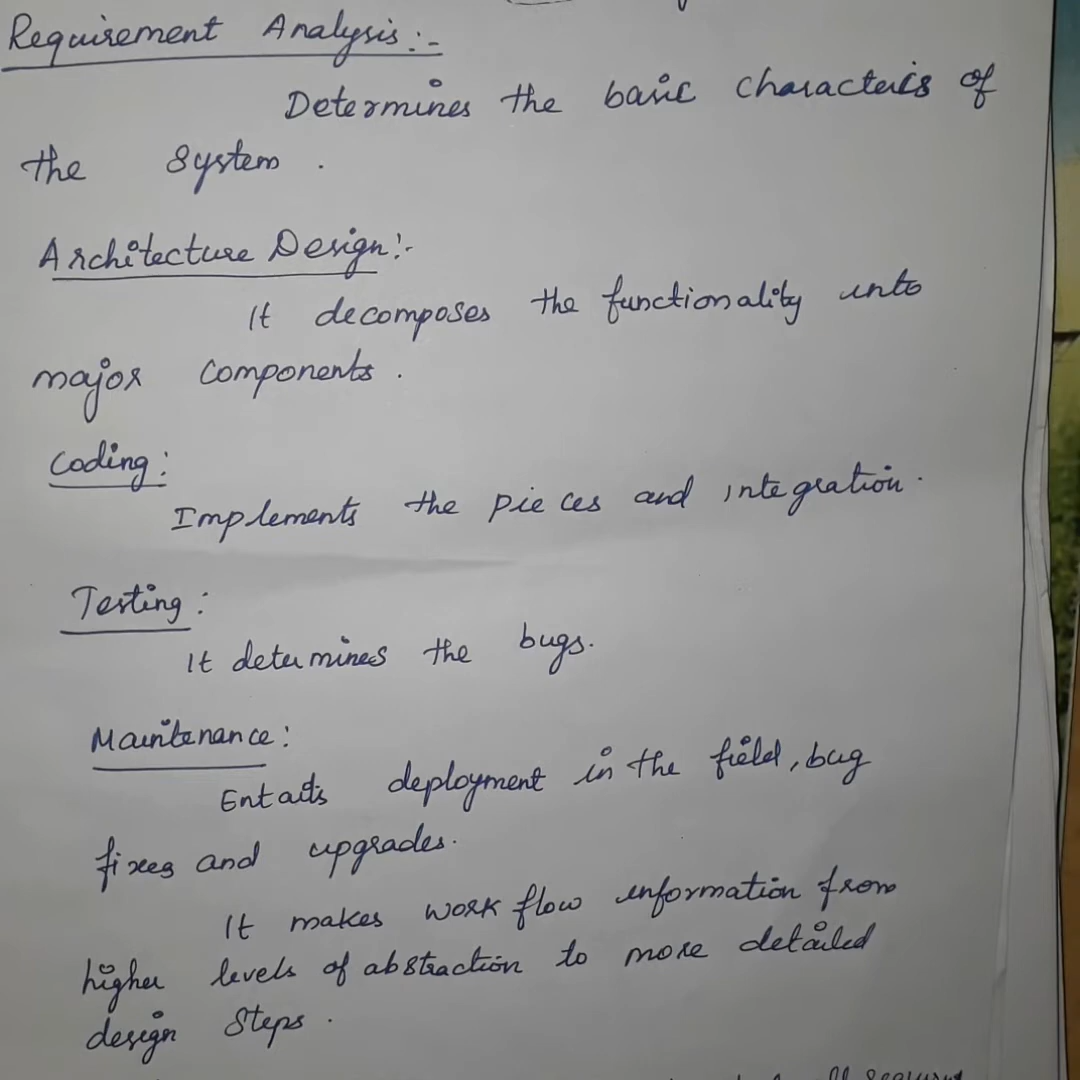 Requirement Analysis:-
Determines the basic characteris of
the system.
Architecture Design:-
It decomposes the functionality into
major components.
Coding:
Implements the pieces and integration.
Testing:
It determines the bugs.
Maintenance:
Entails deployment in the field, bug
fixes and upgrades.
It makes work flow information from
higher levels of abstraction to more detailed
design steps.